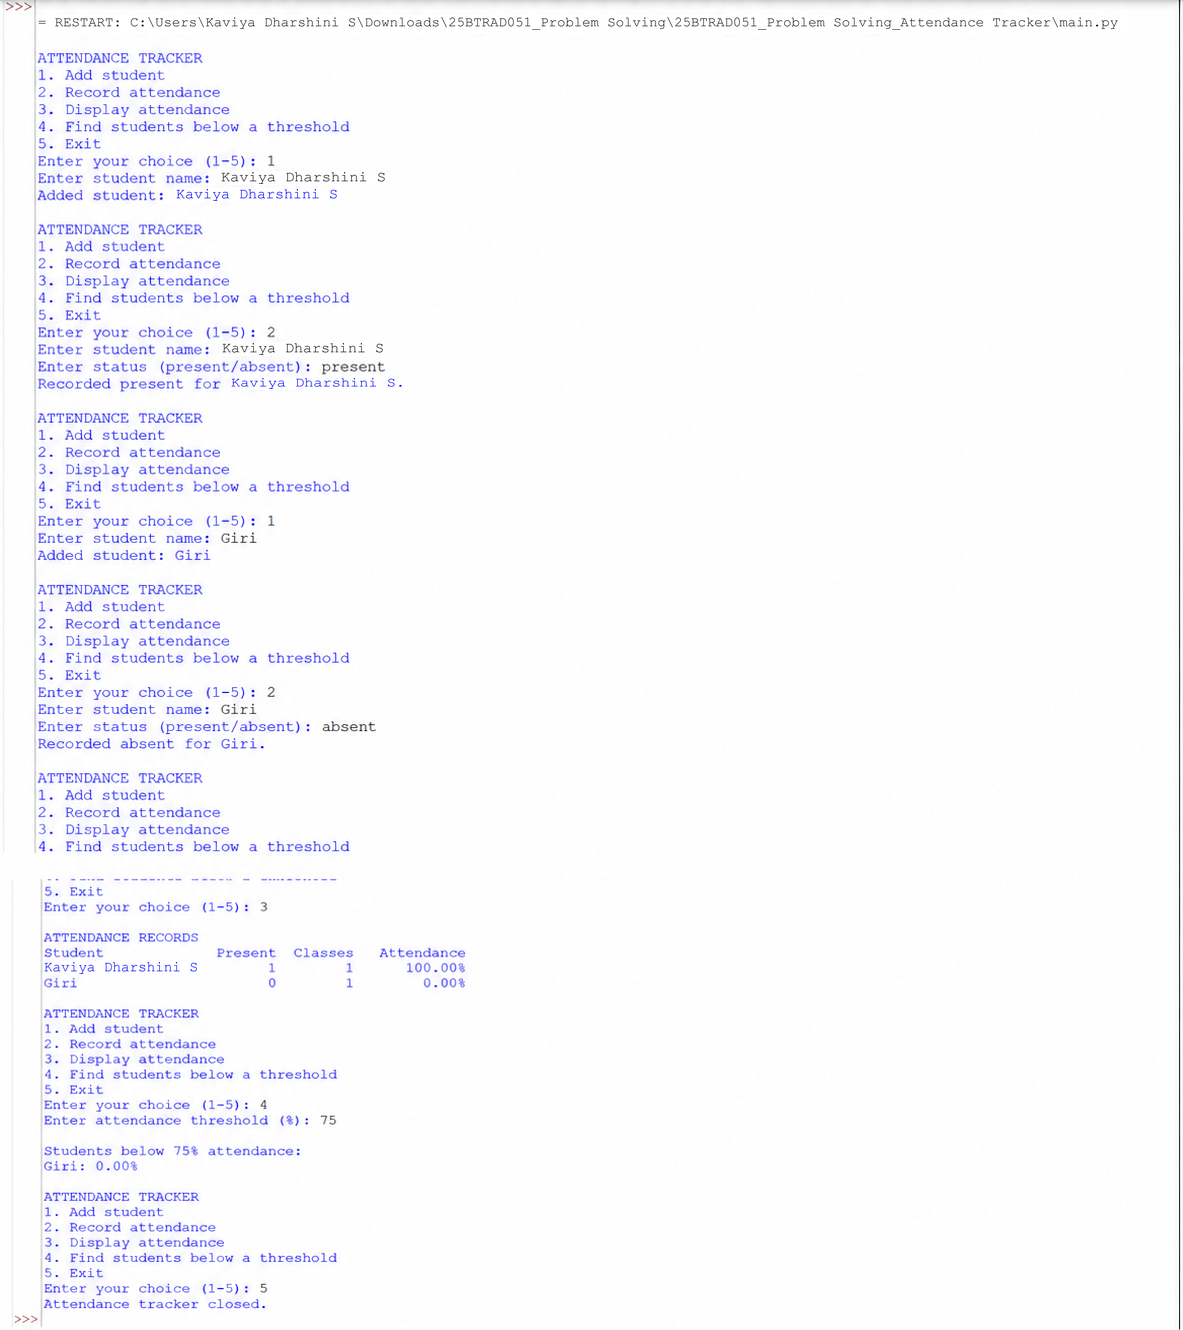 >>>
= RESTART: C:\Users\Kaviya Dharshini S\Downloads\25BTRAD051_Problem Solving\25BTRAD051_Problem Solving_Attendance Tracker\main.py
ATTENDANCE TRACKER
1. Add student
2. Record attendance
3. Display attendance
4. Find students below a threshold
5. Exit
Enter your choice (1-5): 1
Enter student name: Kaviya Dharshini S
Added student: Kaviya Dharshini S
ATTENDANCE TRACKER
1. Add student
2. Record attendance
3. Display attendance
4. Find students below a threshold
5. Exit
Enter your choice (1-5): 2
Enter student name: Kaviya Dharshini S
Enter status (present/absent): present
Recorded present for Kaviya Dharshini S.
ATTENDANCE TRACKER
1. Add student
2. Record attendance
3. Display attendance
4. Find students below a threshold
5. Exit
Enter your choice (1-5): 1
Enter student name: Giri
Added student: Giri
ATTENDANCE TRACKER
1. Add student
2. Record attendance
3. Display attendance
4. Find students below a threshold
5. Exit
Enter your choice (1-5): 2
Enter student name: Giri
Enter status (present/absent): absent
Recorded absent for Giri.
ATTENDANCE TRACKER
1. Add student
2. Record attendance
3. Display attendance
4. Find students below a threshold
5. Exit
Enter your choice (1-5): 3
ATTENDANCE RECORDS
Student Present Classes Attendance
Kaviya Dharshini S 1 1 100.00%
Giri 0 1 0.00%
ATTENDANCE TRACKER
1. Add student
2. Record attendance
3. Display attendance
4. Find students below a threshold
5. Exit
Enter your choice (1-5): 4
Enter attendance threshold (%): 75
Students below 75% attendance:
Giri: 0.00%
ATTENDANCE TRACKER
1. Add student
2. Record attendance
3. Display attendance
4. Find students below a threshold
5. Exit
Enter your choice (1-5): 5
Attendance tracker closed.
>>>